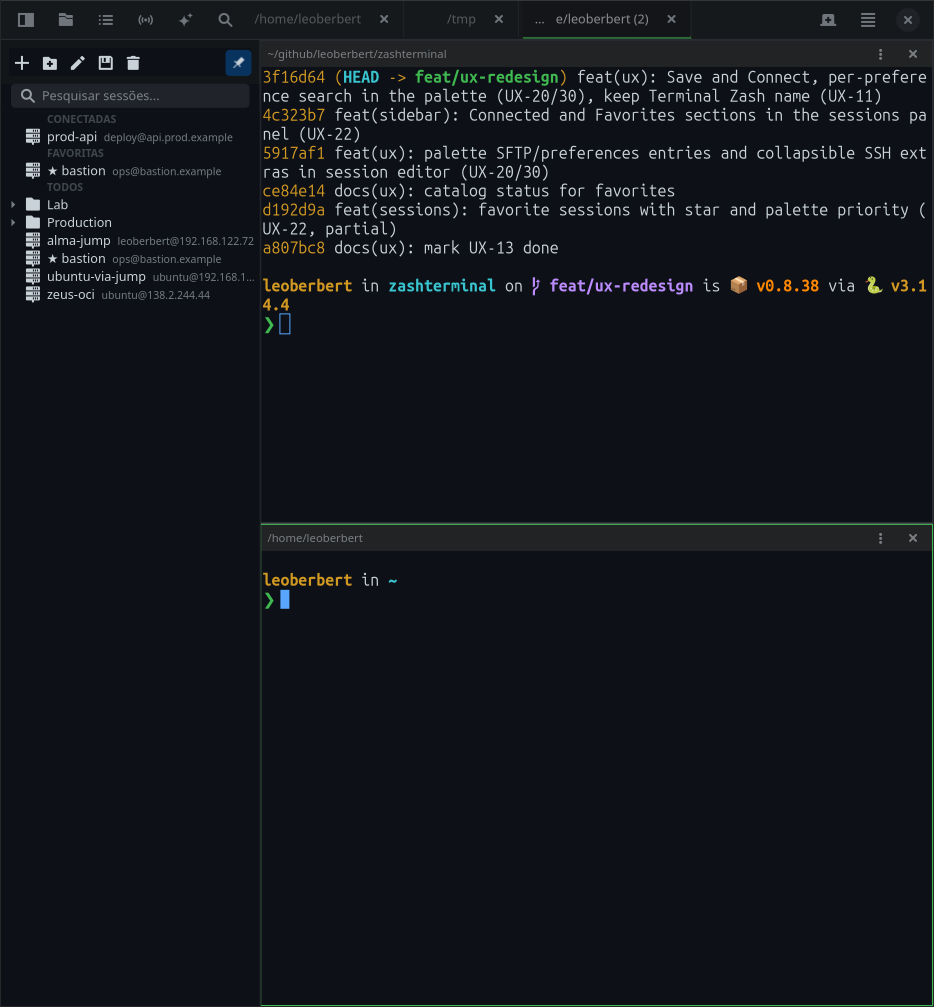 /home/leoberbert
/tmp
... e/leoberbert (2)
Pesquisar sessões...
CONECTADAS
prod-api deploy@api.prod.example
FAVORITAS
★ bastion ops@bastion.example
TODOS
Lab
Production
alma-jump leoberbert@192.168.122.72
★ bastion ops@bastion.example
ubuntu-via-jump ubuntu@192.168.1...
zeus-oci ubuntu@138.2.244.44
~/github/leoberbert/zashterminal
3f16d64 (HEAD -> feat/ux-redesign) feat(ux): Save and Connect, per-prefere
nce search in the palette (UX-20/30), keep Terminal Zash name (UX-11)
4c323b7 feat(sidebar): Connected and Favorites sections in the sessions pa
nel (UX-22)
5917af1 feat(ux): palette SFTP/preferences entries and collapsible SSH ext
ras in session editor (UX-20/30)
ce84e14 docs(ux): catalog status for favorites
d192d9a feat(sessions): favorite sessions with star and palette priority (
UX-22, partial)
a807bc8 docs(ux): mark UX-13 done
leoberbert in zashterminal on feat/ux-redesign is 📦 v0.8.38 via 🐍 v3.1
4.4
❯
/home/leoberbert
leoberbert in ~
❯